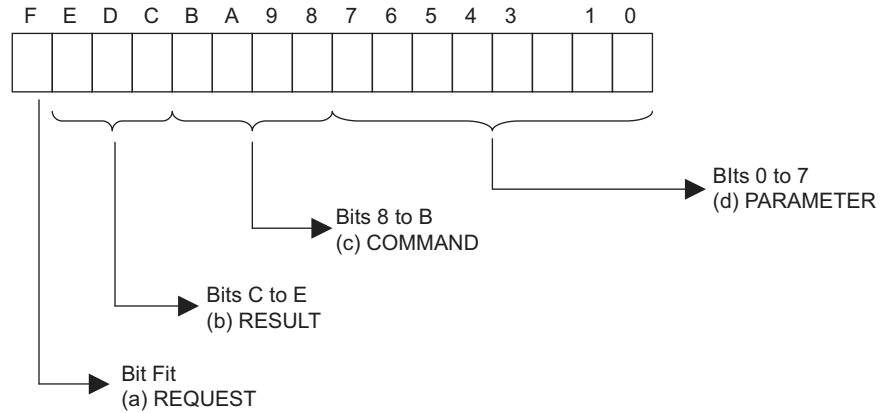 F E D C B A 9 8 7 6 5 4 3 1 0
BIts 0 to 7
(d) PARAMETER
Bits 8 to B
(c) COMMAND
Bits C to E
(b) RESULT
Bit Fit
(a) REQUEST